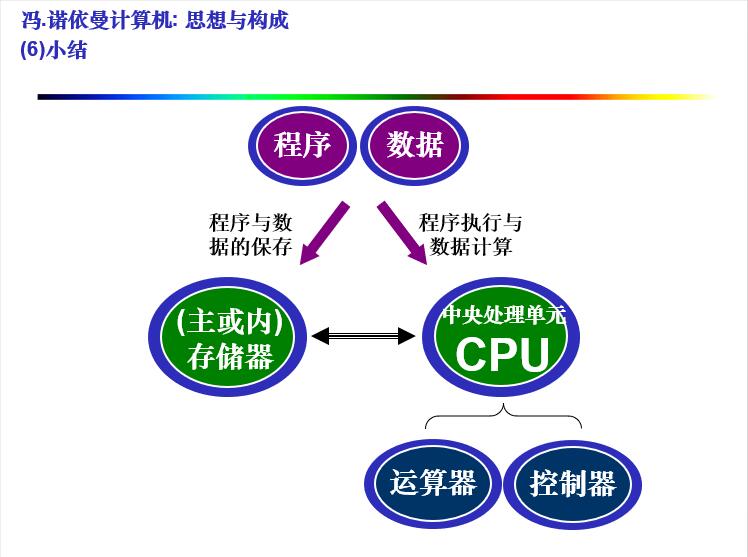 冯.诺依曼计算机: 思想与构成
(6)小结
程序
数据
程序与数
据的保存
程序执行与
数据计算
(主或内)
存储器
中央处理单元
CPU
运算器
控制器